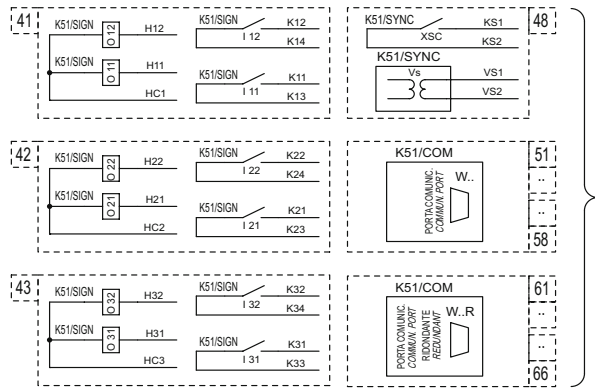 41
K51/SIGN
O 12
H12
K51/SIGN
O 11
H11
HC1
K51/SIGN
K12
I 12
K14
K51/SIGN
K11
I 11
K13
K51/SYNC
KS1
XSC
KS2
K51/SYNC
Vs
VS1
VS2
48
42
K51/SIGN
O 22
H22
K51/SIGN
O 21
H21
HC2
K51/SIGN
K22
I 22
K24
K51/SIGN
K21
I 21
K23
K51/COM
PORTA COMUNIC.
COMMUN. PORT
W..
51
..
..
58
43
K51/SIGN
O 32
H32
K51/SIGN
O 31
H31
HC3
K51/SIGN
K32
I 32
K34
K51/SIGN
K31
I 31
K33
K51/COM
PORTA COMUNIC.
COMMUN. PORT
RIDONDANTE
REDUNDANT
W..R
61
..
..
66